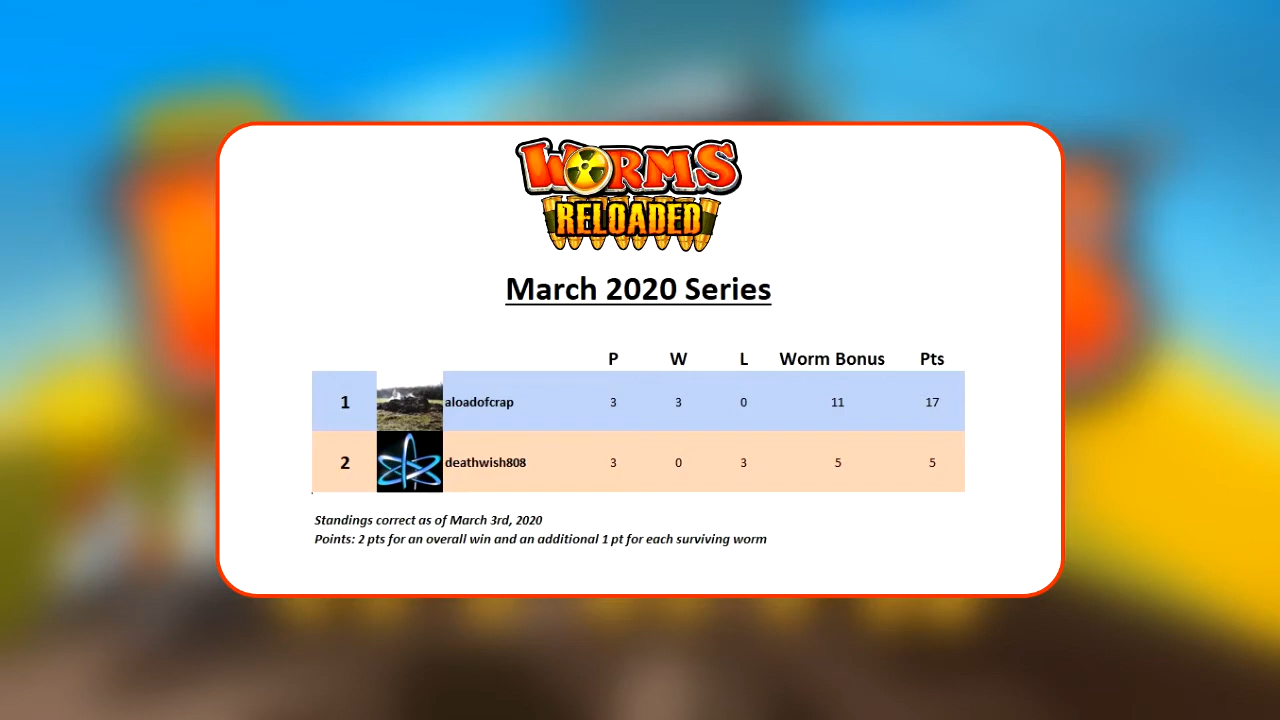 WORMS
RELOADED
March 2020 Series
P W L Worm Bonus Pts
1 aloadofcrap 3 3 0 11 17
2 deathwish808 3 0 3 5 5
Standings correct as of March 3rd, 2020
Points: 2 pts for an overall win and an additional 1 pt for each surviving worm